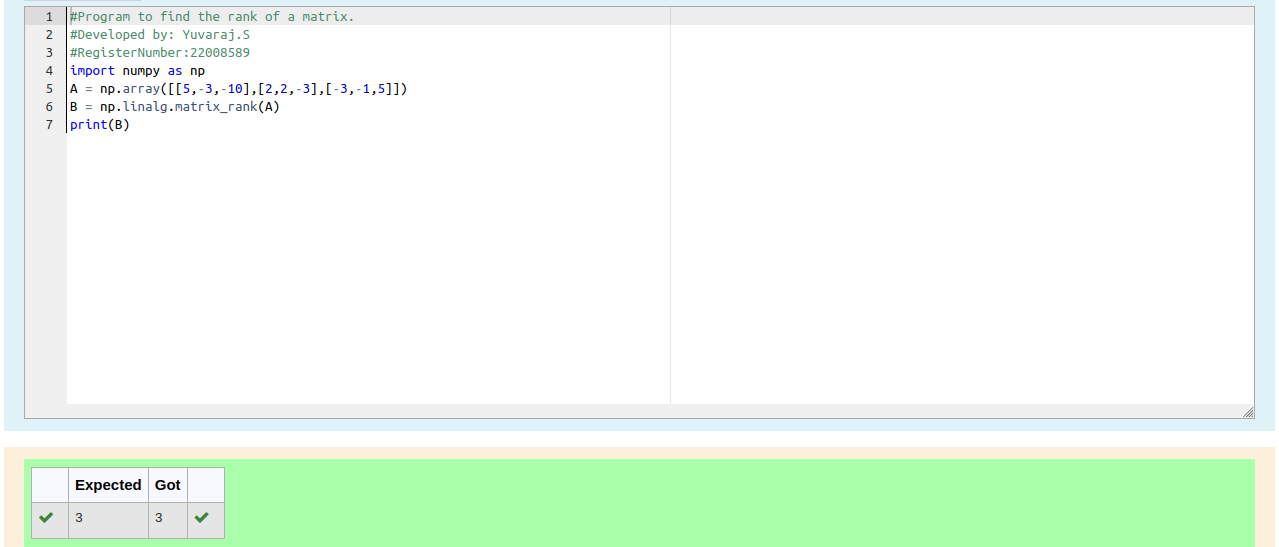 1 #Program to find the rank of a matrix.
2 #Developed by: Yuvaraj.S
3 #RegisterNumber:22008589
4 import numpy as np
5 A = np.array([[5,-3,-10],[2,2,-3],[-3,-1,5]])
6 B = np.linalg.matrix_rank(A)
7 print(B)
Expected Got
3 3